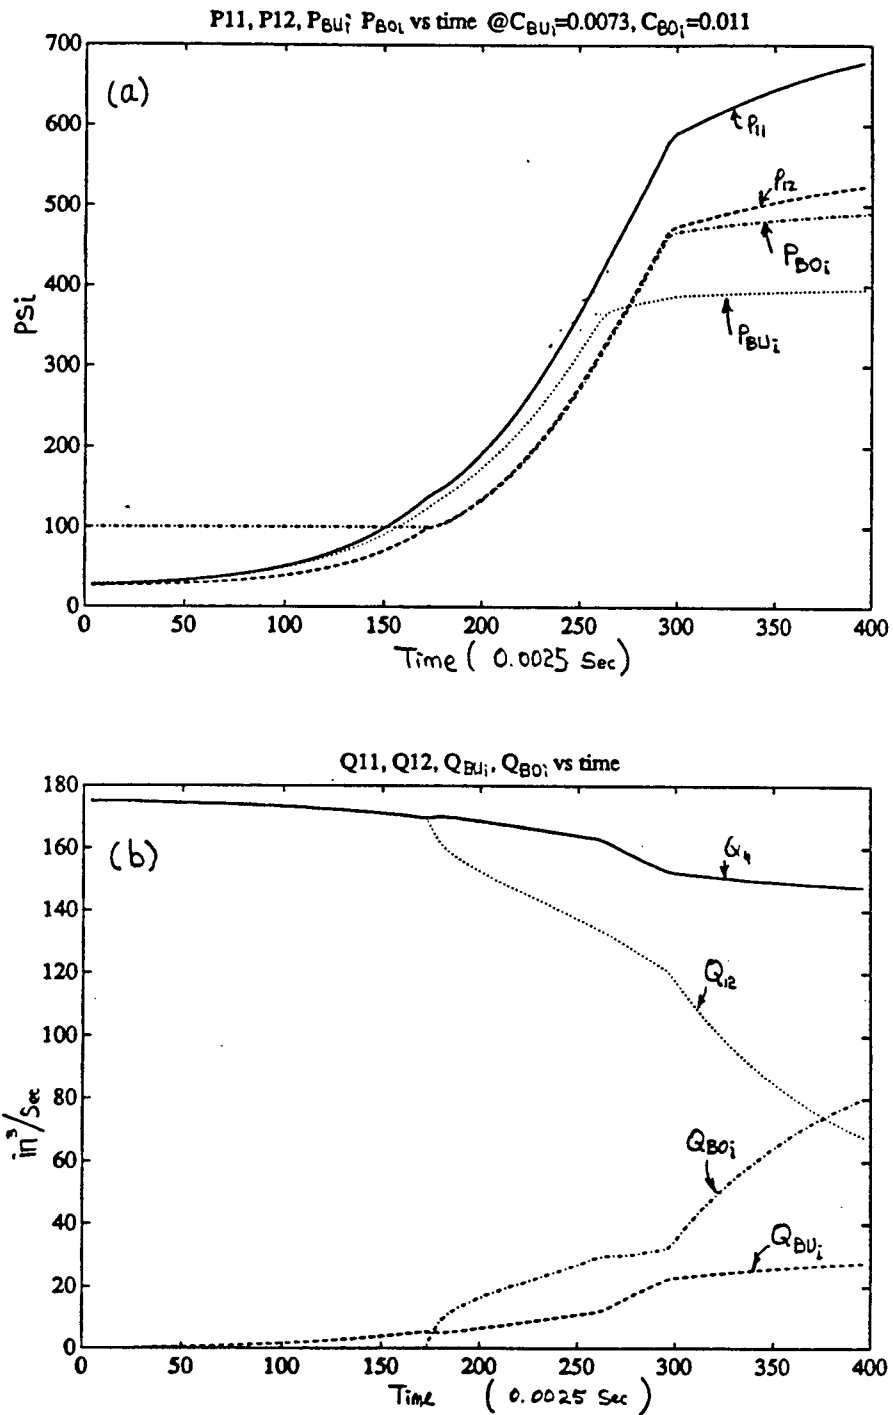 P11, P12, PBUi, PBOi vs time @CBUi=0.0073, CBOi=0.011
(a)
700
600
500
400
300
200
100
0
PSi
P11
P12
PBOi
PBUi
0 50 100 150 200 250 300 350 400
Time ( 0.0025 Sec)
Q11, Q12, QBUi, QBOi vs time
(b)
180
160
140
120
100
80
60
40
20
0
in³/Sec
Q11
Q12
QBOi
QBUi
0 50 100 150 200 250 300 350 400
Time ( 0.0025 Sec)